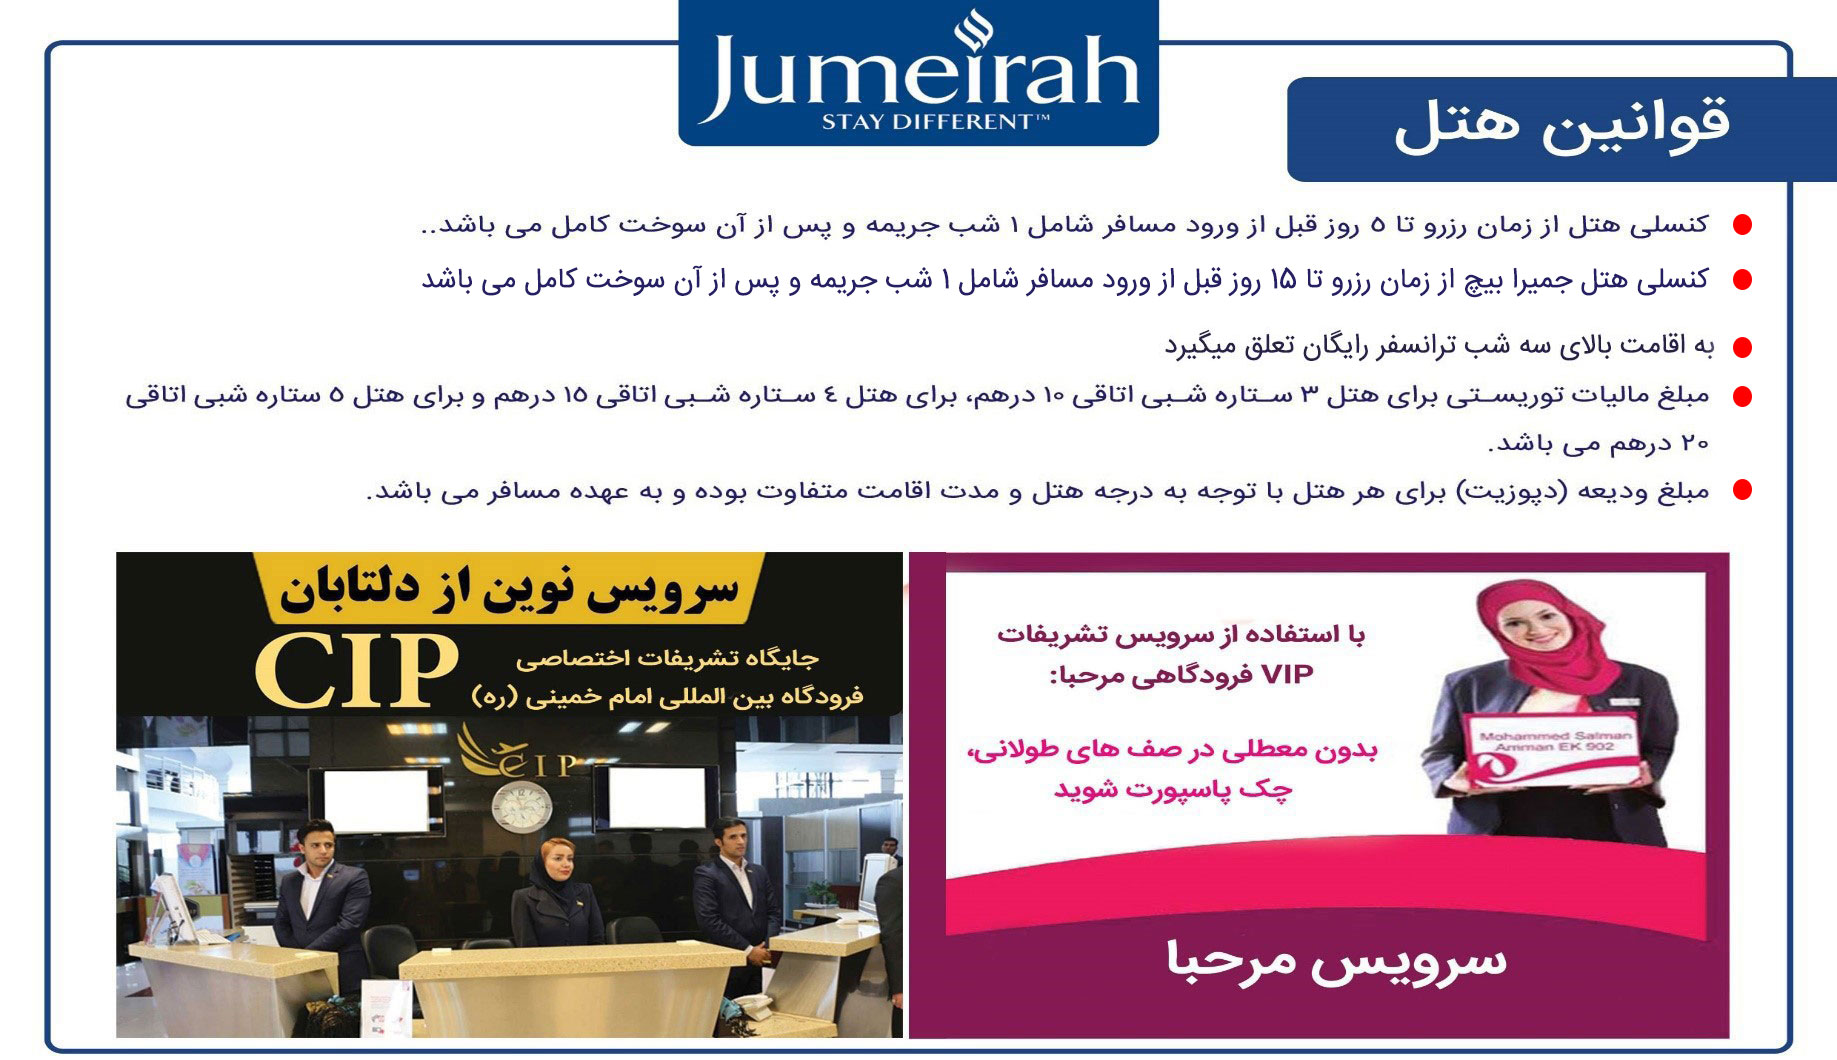 Jumeirah
STAY DIFFERENT™
قوانین هتل
کنسلی هتل از زمان رزرو تا ٥ روز قبل از ورود مسافر شامل ۱ شب جریمه و پس از آن سوخت کامل می باشد..
کنسلی هتل جمیرا بیچ از زمان رزرو تا ۱۵ روز قبل از ورود مسافر شامل ۱ شب جریمه و پس از آن سوخت کامل می باشد
به اقامت بالای سه شب ترانسفر رایگان تعلق میگیرد
مبلغ مالیات توریستی برای هتل ۳ ستاره شبی اتاقی ۱۰ درهم، برای هتل ٤ ستاره شبی اتاقی ۱٥ درهم و برای هتل ٥ ستاره شبی اتاقی
۲۰ درهم می باشد.
مبلغ ودیعه (دپوزیت) برای هر هتل با توجه به درجه هتل و مدت اقامت متفاوت بوده و به عهده مسافر می باشد.
با استفاده از سرویس تشریفات
VIP فرودگاهی مرحبا:
بدون معطلی در صف های طولانی،
چک پاسپورت شوید
Mohammed Salman
Amman EK 902
سرویس مرحبا
سرویس نوین از دلتابان
CIP
جایگاه تشریفات اختصاصی
فرودگاه بین المللی امام خمینی (ره)
CIP